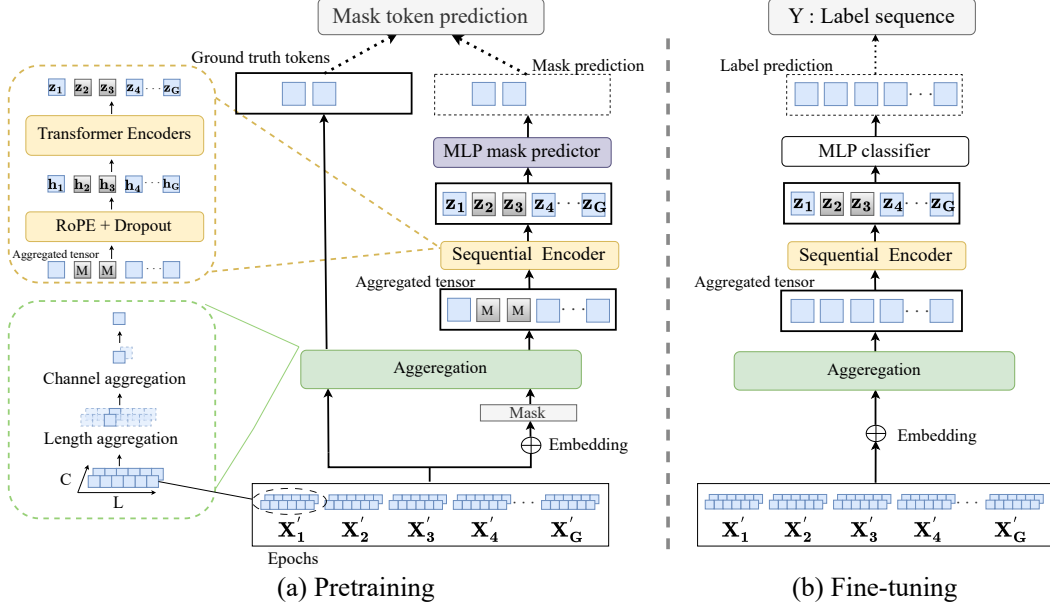 Mask token prediction
Ground truth tokens
Mask prediction
MLP mask predictor
z1 z2 z3 z4 ··· zG
Sequential Encoder
Aggregated tensor
M M ···
Aggeregation
Mask
Embedding
X'1 X'2 X'3 X'4 ··· X'G
Epochs
(a) Pretraining
z1 z2 z3 z4 ··· zG
Transformer Encoders
h1 h2 h3 h4 ··· hG
RoPE + Dropout
Aggregated tensor
M M ···
Channel aggregation
Length aggregation
C
L
Y : Label sequence
Label prediction
···
MLP classifier
z1 z2 z3 z4 ··· zG
Sequential Encoder
Aggregated tensor
···
Aggeregation
Embedding
X'1 X'2 X'3 X'4 ··· X'G
(b) Fine-tuning